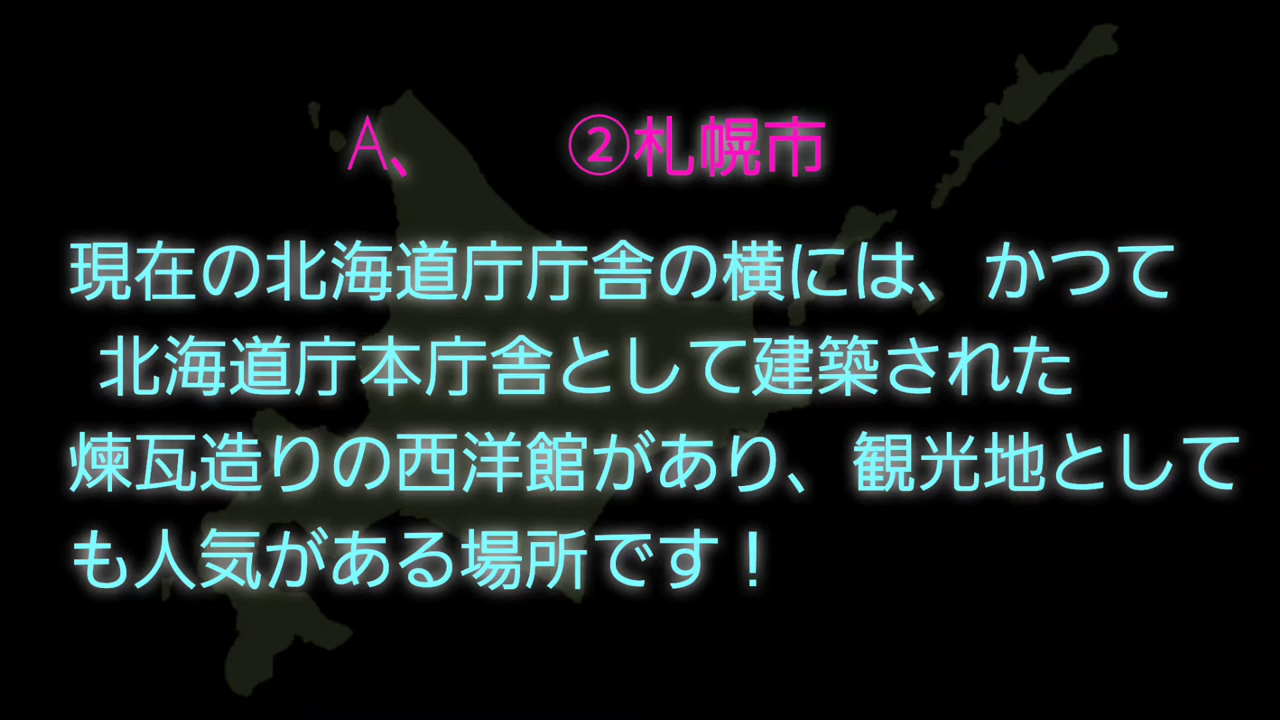 A、　②札幌市
現在の北海道庁庁舎の横には、かつて
北海道庁本庁舎として建築された
煉瓦造りの西洋館があり、観光地として
も人気がある場所です！